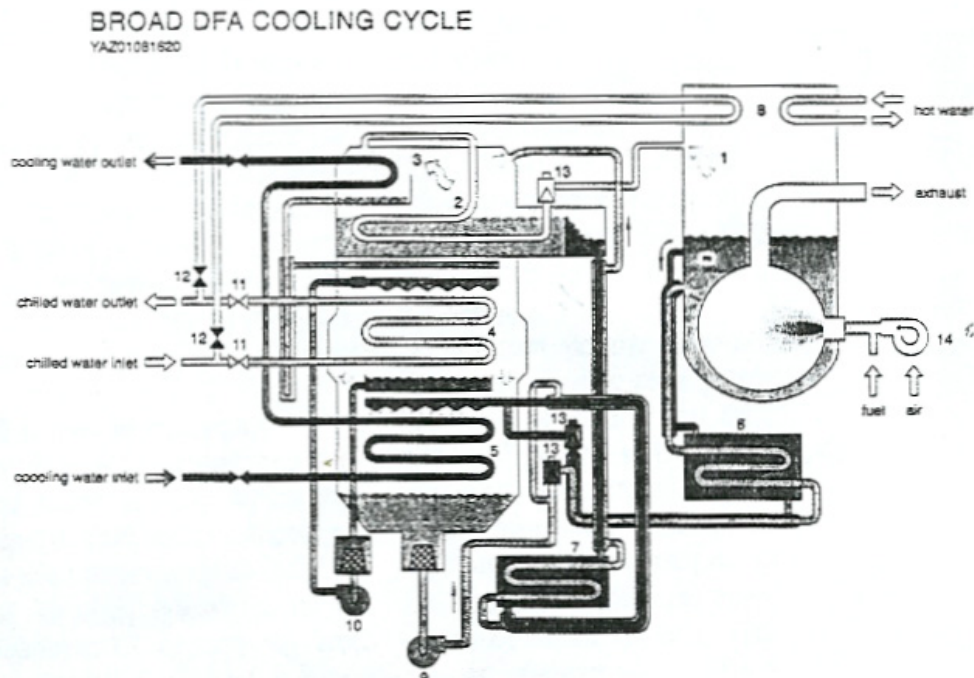 BROAD DFA COOLING CYCLE
YAZ01081620
8
hot water
1
cooling water outlet
3
13
2
exhaust
12
11
chilled water outlet
4
12
11
14
chilled water inlet
fuel
air
13
6
13
5
coooling water inlet
7
10
9